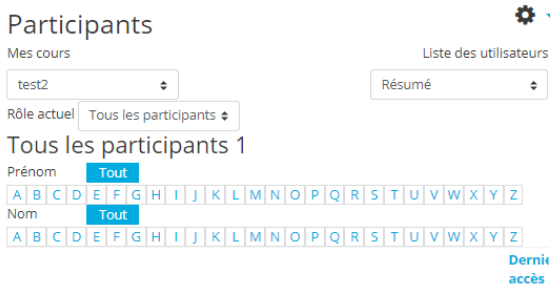 Participants
Mes cours Liste des utilisateurs
test2 Résumé
Rôle actuel Tous les participants
Tous les participants 1
Prénom Tout
A B C D E F G H I J K L M N O P Q R S T U V W X Y Z
Nom Tout
A B C D E F G H I J K L M N O P Q R S T U V W X Y Z
Dernie
accès